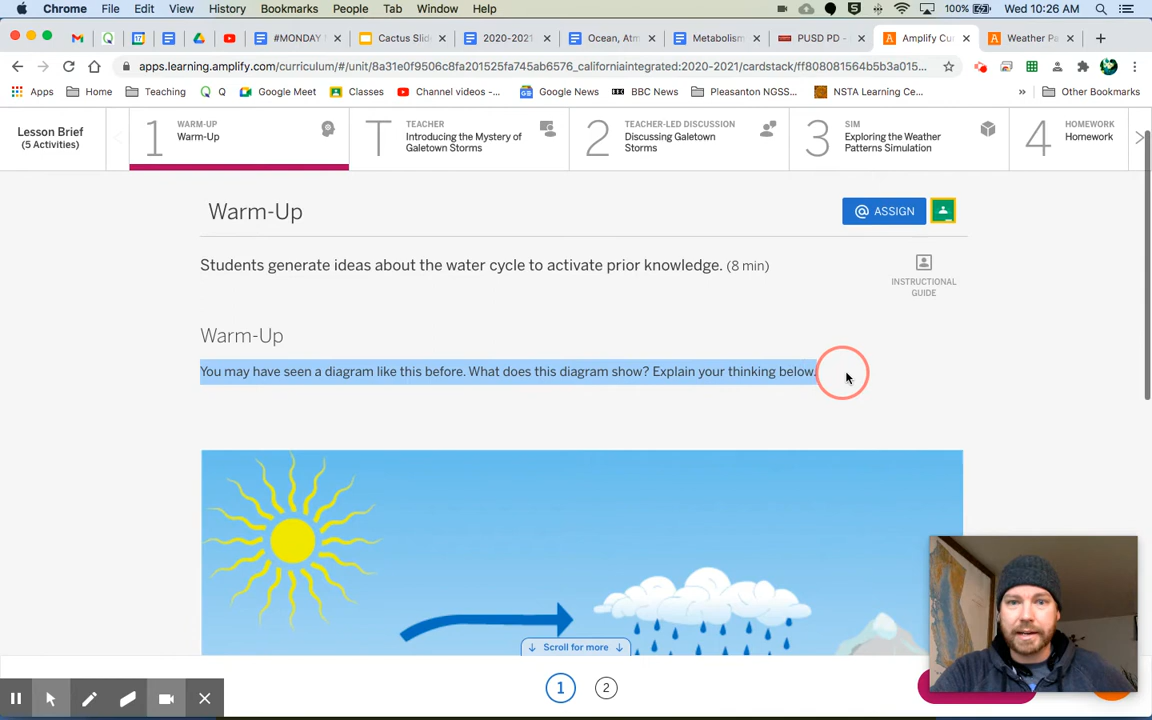 Chrome File Edit View History Bookmarks People Tab Window Help 100% Wed 10:26 AM
#MONDAY Cactus Slid 2020-2021 Ocean, Atm Metabolism PUSD PD - Amplify Cur Weather Pa
apps.learning.amplify.com/curriculum/#/unit/8a31e0f9506c8fa201525fa745ab6576_californiaintegrated:2020-2021/cardstack/ff808081564b5b3a015...
Apps Home Teaching Q Google Meet Classes Channel videos -... Google News BBC News Pleasanton NGSS... NSTA Learning Ce... » Other Bookmarks
Lesson Brief
(5 Activities)
1 WARM-UP
Warm-Up
T TEACHER
Introducing the Mystery of
Galetown Storms
2 TEACHER-LED DISCUSSION
Discussing Galetown
Storms
3 SIM
Exploring the Weather
Patterns Simulation
4 HOMEWORK
Homework
Warm-Up
@ ASSIGN
Students generate ideas about the water cycle to activate prior knowledge. (8 min)
INSTRUCTIONAL
GUIDE
Warm-Up
You may have seen a diagram like this before. What does this diagram show? Explain your thinking below.
Scroll for more
1 2